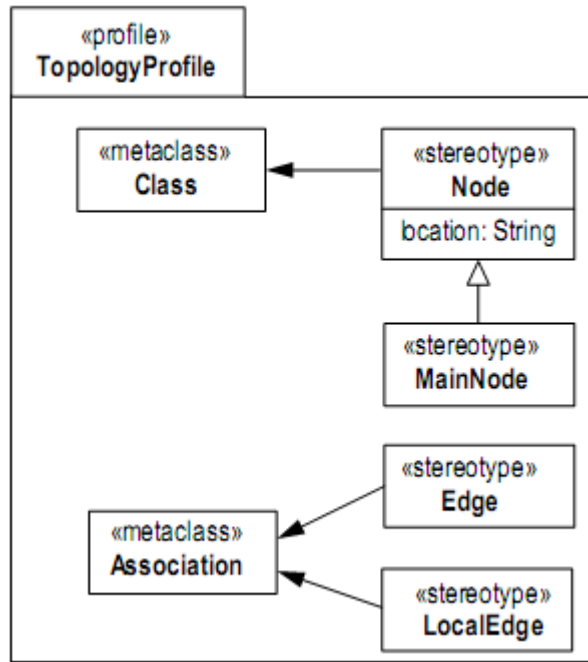 «profile»
TopologyProfile
«metaclass»
Class
«stereotype»
Node
bcation: String
«stereotype»
MainNode
«stereotype»
Edge
«metaclass»
Association
«stereotype»
LocalEdge